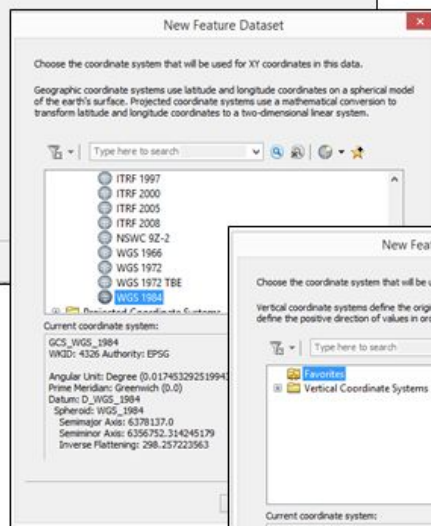 New Feature Dataset
Choose the coordinate system that will be used for XY coordinates in this data.
Geographic coordinate systems use latitude and longitude coordinates on a spherical model
of the earth's surface. Projected coordinate systems use a mathematical conversion to
transform latitude and longitude coordinates to a two-dimensional linear system.
Type here to search
ITRF 1997
ITRF 2000
ITRF 2005
ITRF 2008
NSWC 9Z-2
WGS 1966
WGS 1972
WGS 1972 TBE
WGS 1984
Projected Coordinate Systems
Current coordinate system:
GCS_WGS_1984
WKID: 4326 Authority: EPSG
Angular Unit: Degree (0.017453292519943
Prime Meridian: Greenwich (0.0)
Datum: D_WGS_1984
Spheroid: WGS_1984
Semimajor Axis: 6378137.0
Semiminor Axis: 6356752.314245179
Inverse Flattening: 298.257223563
New Feat
Choose the coordinate system that will be u
Vertical coordinate systems define the origi
define the positive direction of values in or
Type here to search
Favorites
Vertical Coordinate Systems
Current coordinate system: